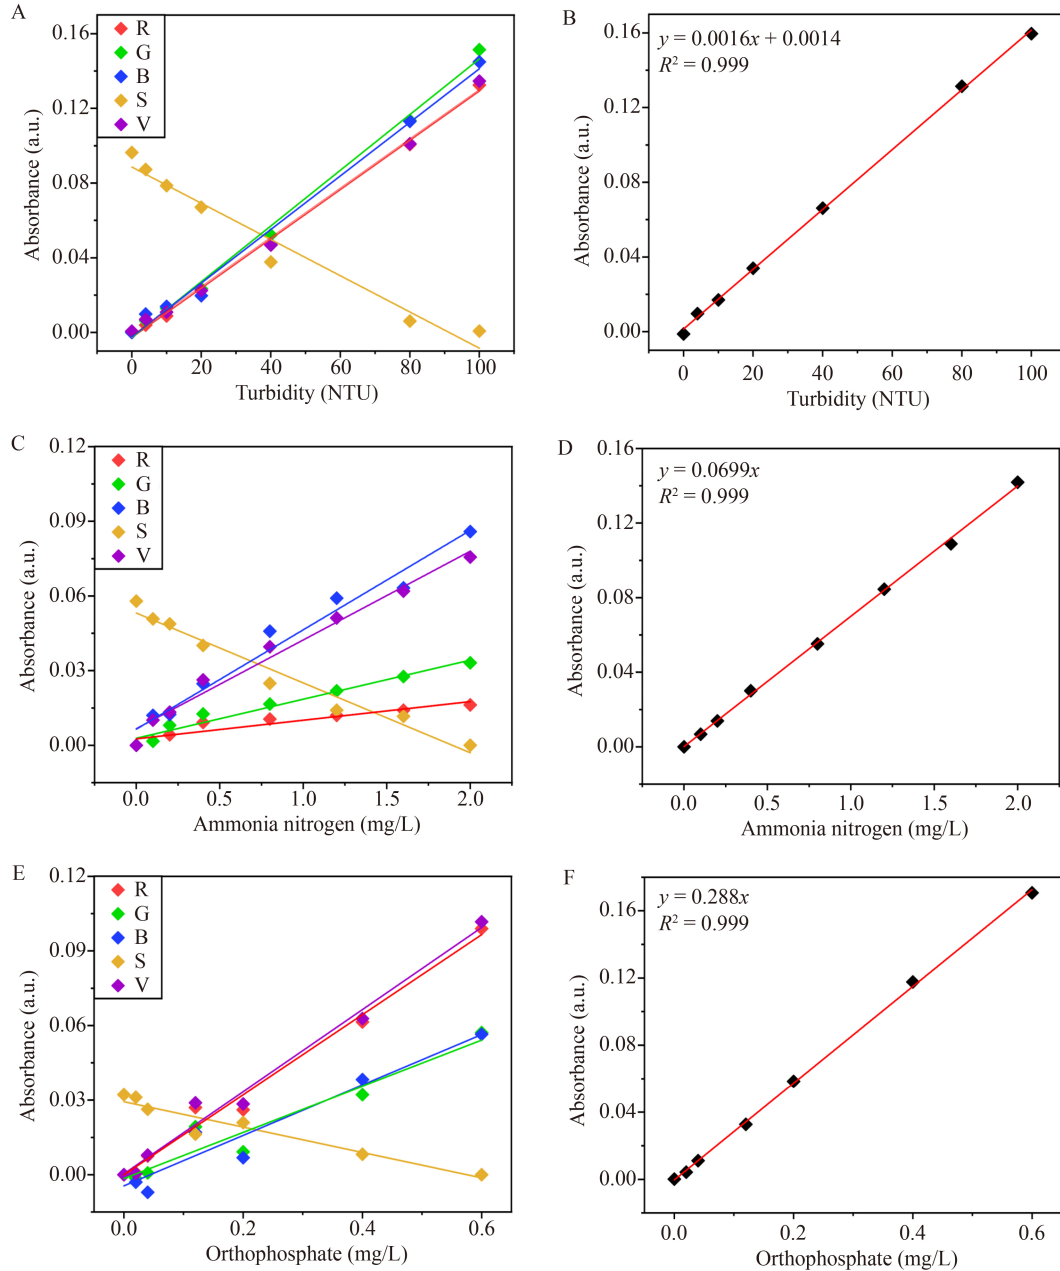 A
R
G
B
S
V
0.16
0.12
0.08
0.04
0.00
Absorbance (a.u.)
0 20 40 60 80 100
Turbidity (NTU)
B
y = 0.0016x + 0.0014
R² = 0.999
0.16
0.12
0.08
0.04
0.00
Absorbance (a.u.)
0 20 40 60 80 100
Turbidity (NTU)
C
R
G
B
S
V
0.12
0.09
0.06
0.03
0.00
Absorbance (a.u.)
0.0 0.5 1.0 1.5 2.0
Ammonia nitrogen (mg/L)
D
y = 0.0699x
R² = 0.999
0.16
0.12
0.08
0.04
0.00
Absorbance (a.u.)
0.0 0.5 1.0 1.5 2.0
Ammonia nitrogen (mg/L)
E
R
G
B
S
V
0.12
0.09
0.06
0.03
0.00
Absorbance (a.u.)
0.0 0.2 0.4 0.6
Orthophosphate (mg/L)
F
y = 0.288x
R² = 0.999
0.16
0.12
0.08
0.04
0.00
Absorbance (a.u.)
0.0 0.2 0.4 0.6
Orthophosphate (mg/L)